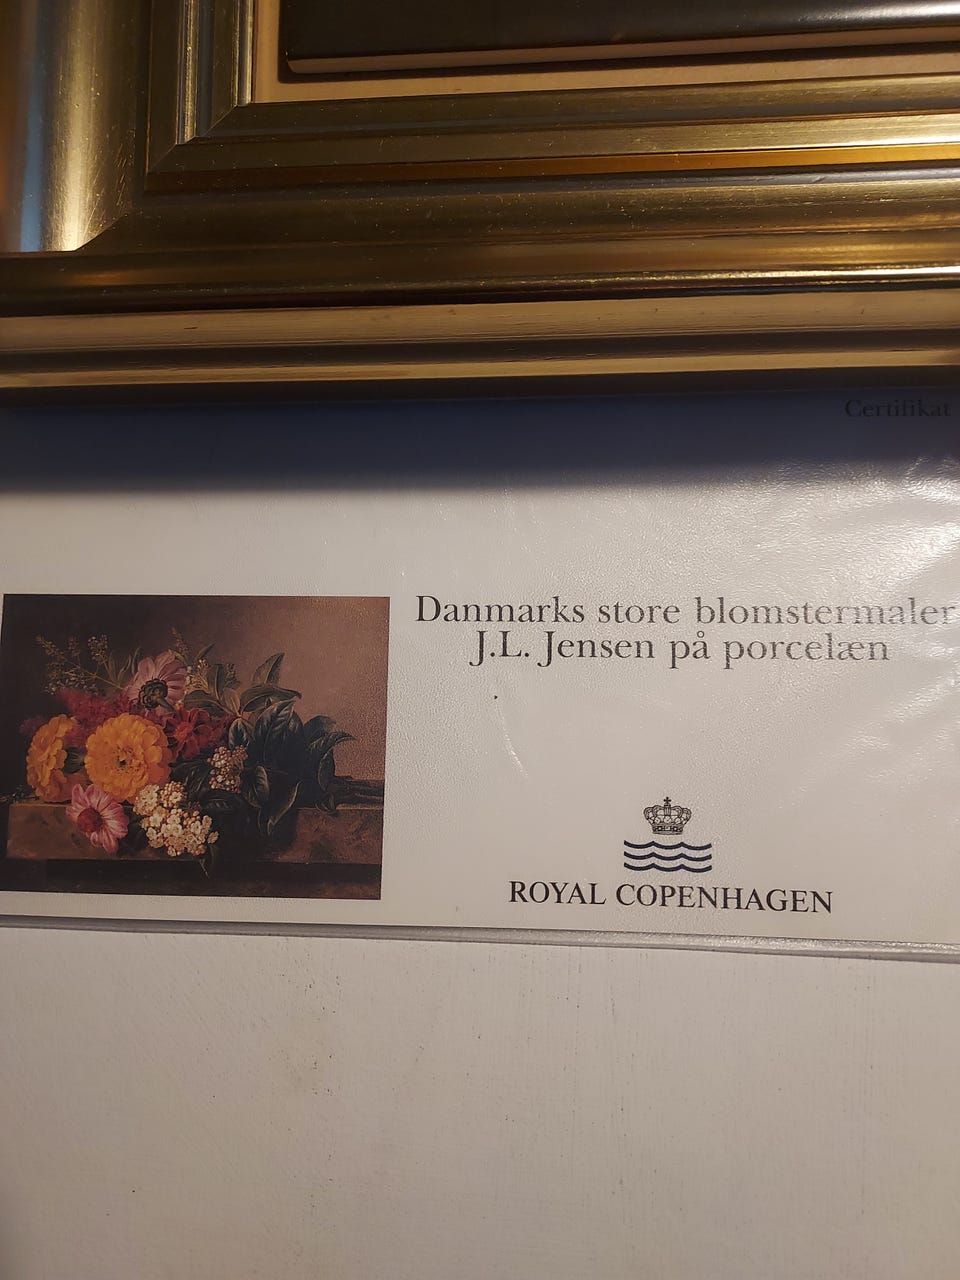 Certifikat
Danmarks store blomstermaler
J.L. Jensen på porcelæn
ROYAL COPENHAGEN